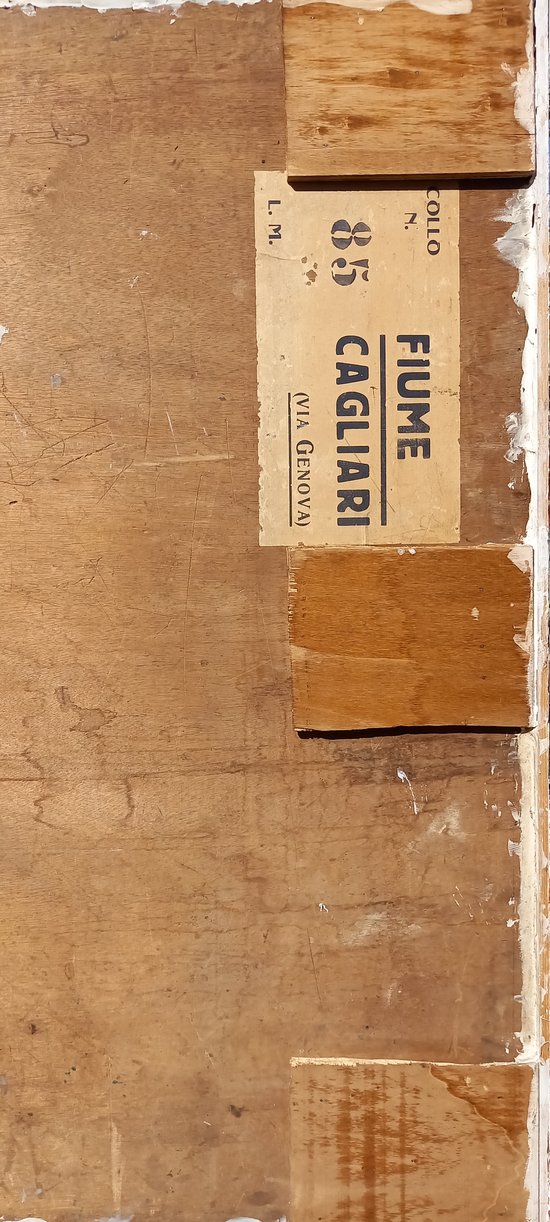 COLLO
N.
FIUME
CAGLIARI
85
(VIA GENOVA)
L. M.